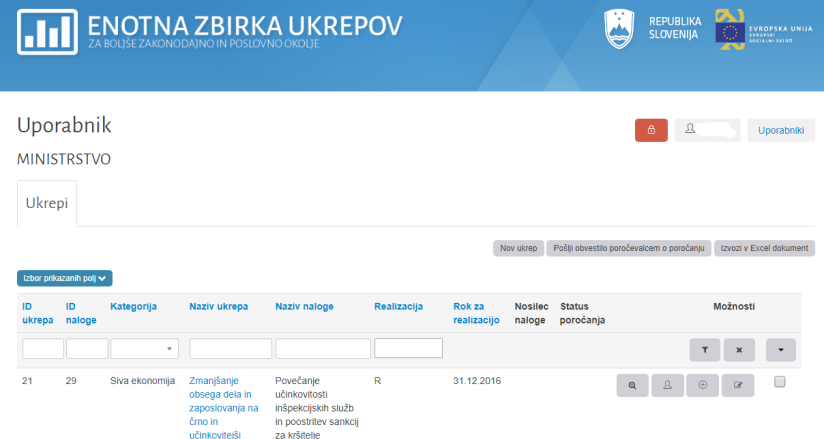 ENOTNA ZBIRKA UKREPOV
ZA BOLJŠE ZAKONODAJNO IN POSLOVNO OKOLJE
REPUBLIKA
SLOVENIJA
EVROPSKA UNIJA
EVROPSKI
SOCIALNI SKLAD
Uporabnik
Uporabniki
MINISTRSTVO
Ukrepi
Nov ukrep
Pošlji obvestilo poročevalcem o poročanju
Izvozi v Excel dokument
Izbor prikazanih polj
ID ukrepa
ID naloge
Kategorija
Naziv ukrepa
Naziv naloge
Realizacija
Rok za realizacijo
Nosilec naloge
Status poročanja
Možnosti
21
29
Siva ekonomija
Zmanjšanje
obsega dela in
zaposlovanja na
črno in
učinkovitejši
Povečanje
učinkovitosti
inšpekcijskih služb
in poostritev sankcij
za kršitelje
R
31.12.2016